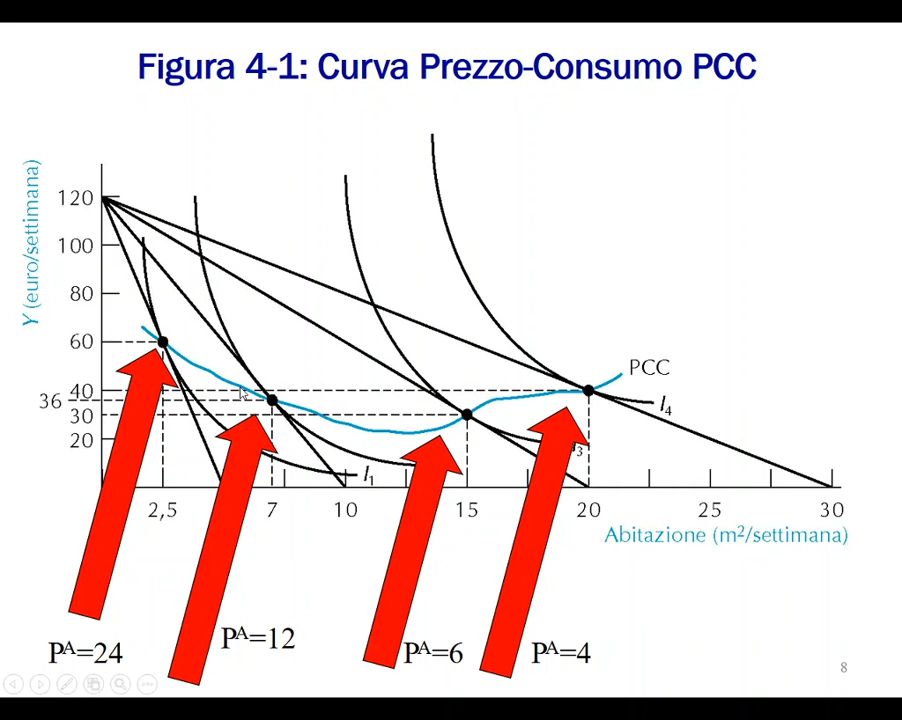 Figura 4-1: Curva Prezzo-Consumo PCC
Y (euro/settimana)
120
100
80
60
40
36
30
20
PCC
I4
I3
I1
2,5
7
10
15
20
25
30
Abitazione (m²/settimana)
Pᴬ=24
Pᴬ=12
Pᴬ=6
Pᴬ=4
8